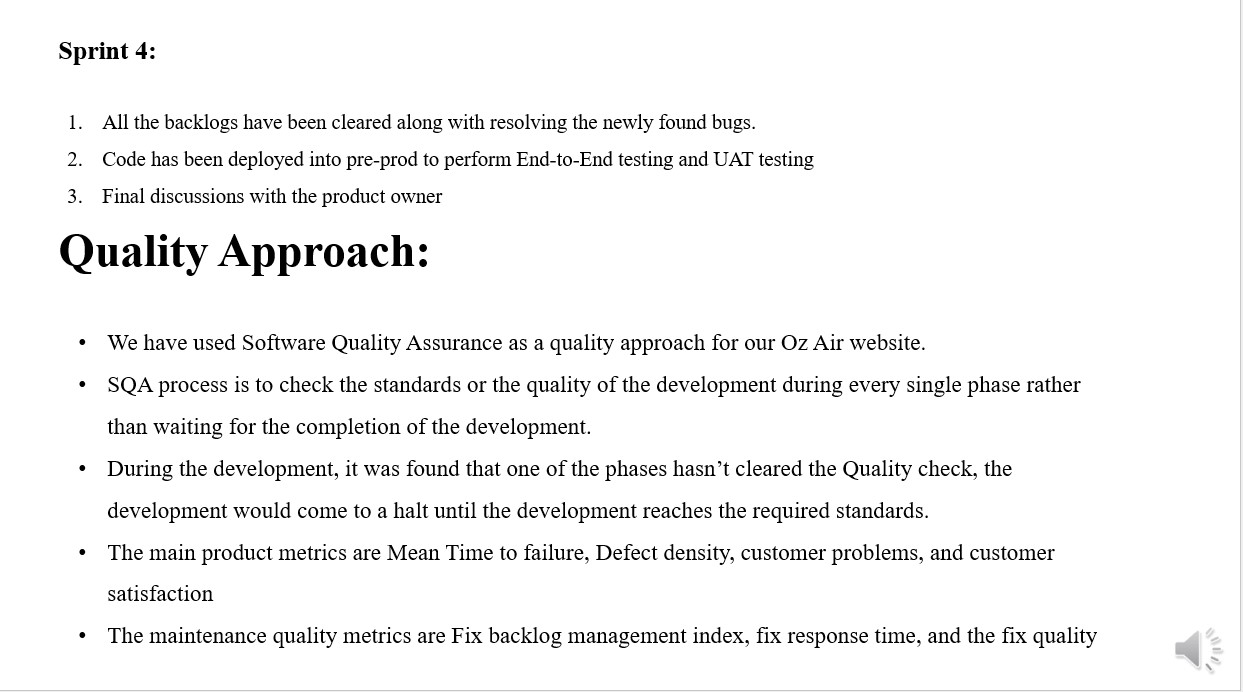 Sprint 4:
1. All the backlogs have been cleared along with resolving the newly found bugs.
2. Code has been deployed into pre-prod to perform End-to-End testing and UAT testing
3. Final discussions with the product owner
Quality Approach:
• We have used Software Quality Assurance as a quality approach for our Oz Air website.
• SQA process is to check the standards or the quality of the development during every single phase rather
than waiting for the completion of the development.
• During the development, it was found that one of the phases hasn’t cleared the Quality check, the
development would come to a halt until the development reaches the required standards.
• The main product metrics are Mean Time to failure, Defect density, customer problems, and customer
satisfaction
• The maintenance quality metrics are Fix backlog management index, fix response time, and the fix quality